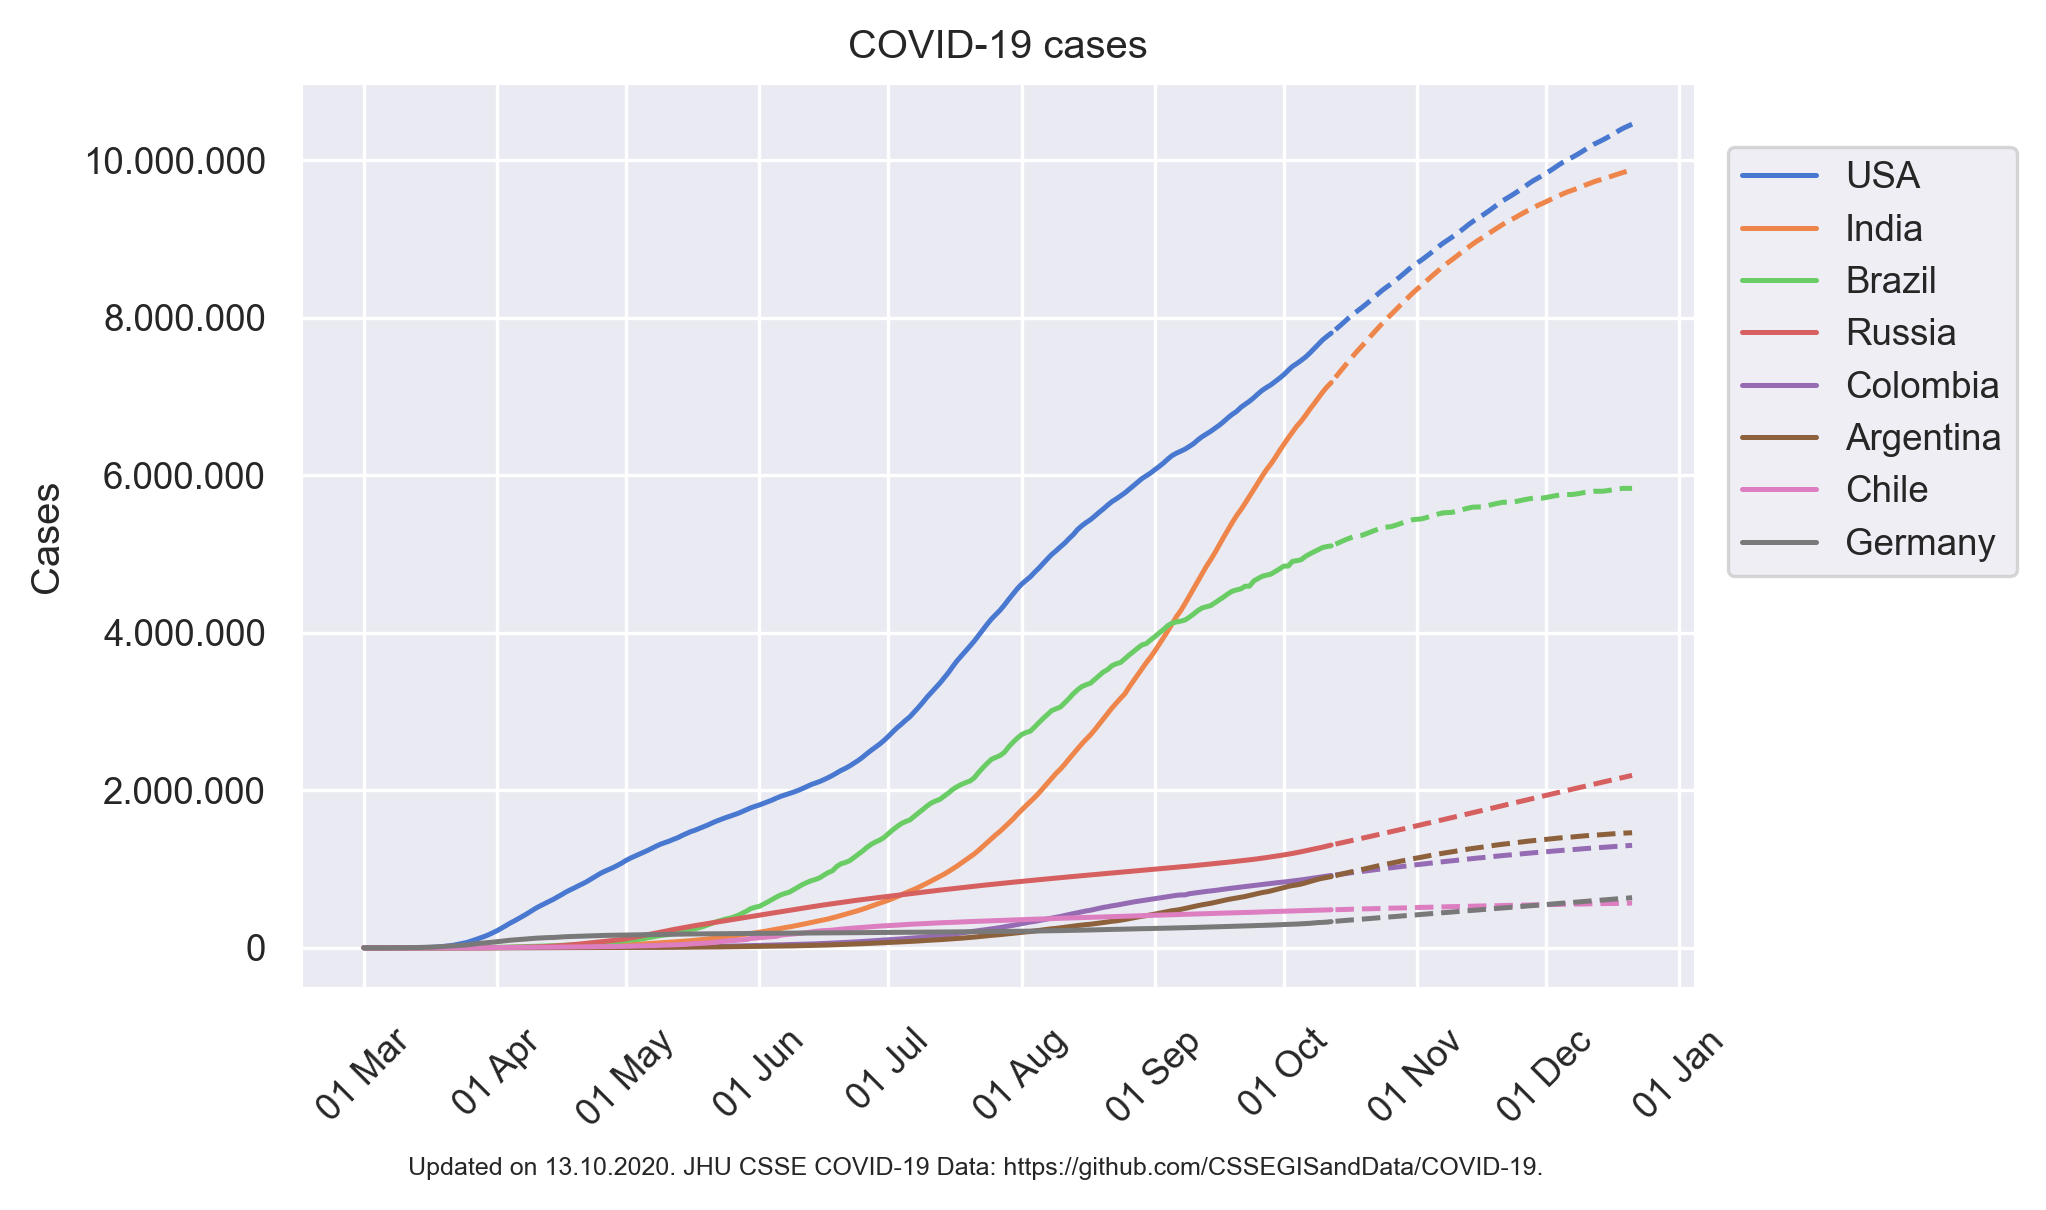 COVID-19 cases
10.000.000
8.000.000
6.000.000
4.000.000
2.000.000
0
Cases
USA
India
Brazil
Russia
Colombia
Argentina
Chile
Germany
01 Mar
01 Apr
01 May
01 Jun
01 Jul
01 Aug
01 Sep
01 Oct
01 Nov
01 Dec
01 Jan
Updated on 13.10.2020. JHU CSSE COVID-19 Data: https://github.com/CSSEGISandData/COVID-19.